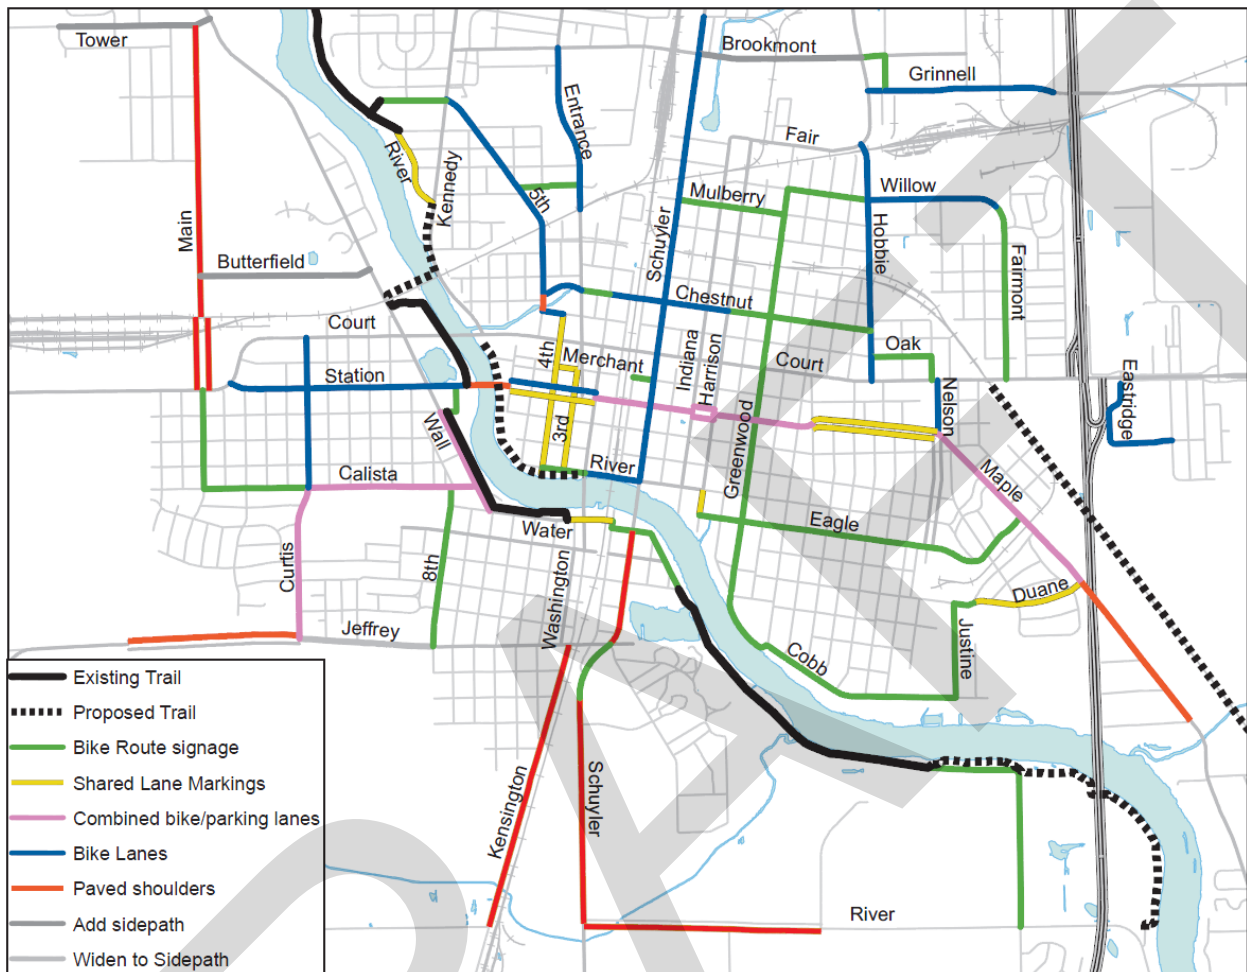 Tower
Brookmont
Grinnell
Entrance
Fair
River
Kennedy
5th
Mulberry
Willow
Main
Schuyler
Hobbie
Fairmont
Butterfield
Chestnut
Court
Indiana
Harrison
4th
Merchant
Court
Oak
Station
Eastridge
Nelson
Wall
3rd
Greenwood
River
Calista
Maple
Water
Eagle
Curtis
8th
Washington
Duane
Jeffrey
Justine
Cobb
Existing Trail
Proposed Trail
Bike Route signage
Shared Lane Markings
Combined bike/parking lanes
Bike Lanes
Paved shoulders
Add sidepath
Widen to Sidepath
Kensington
Schuyler
River